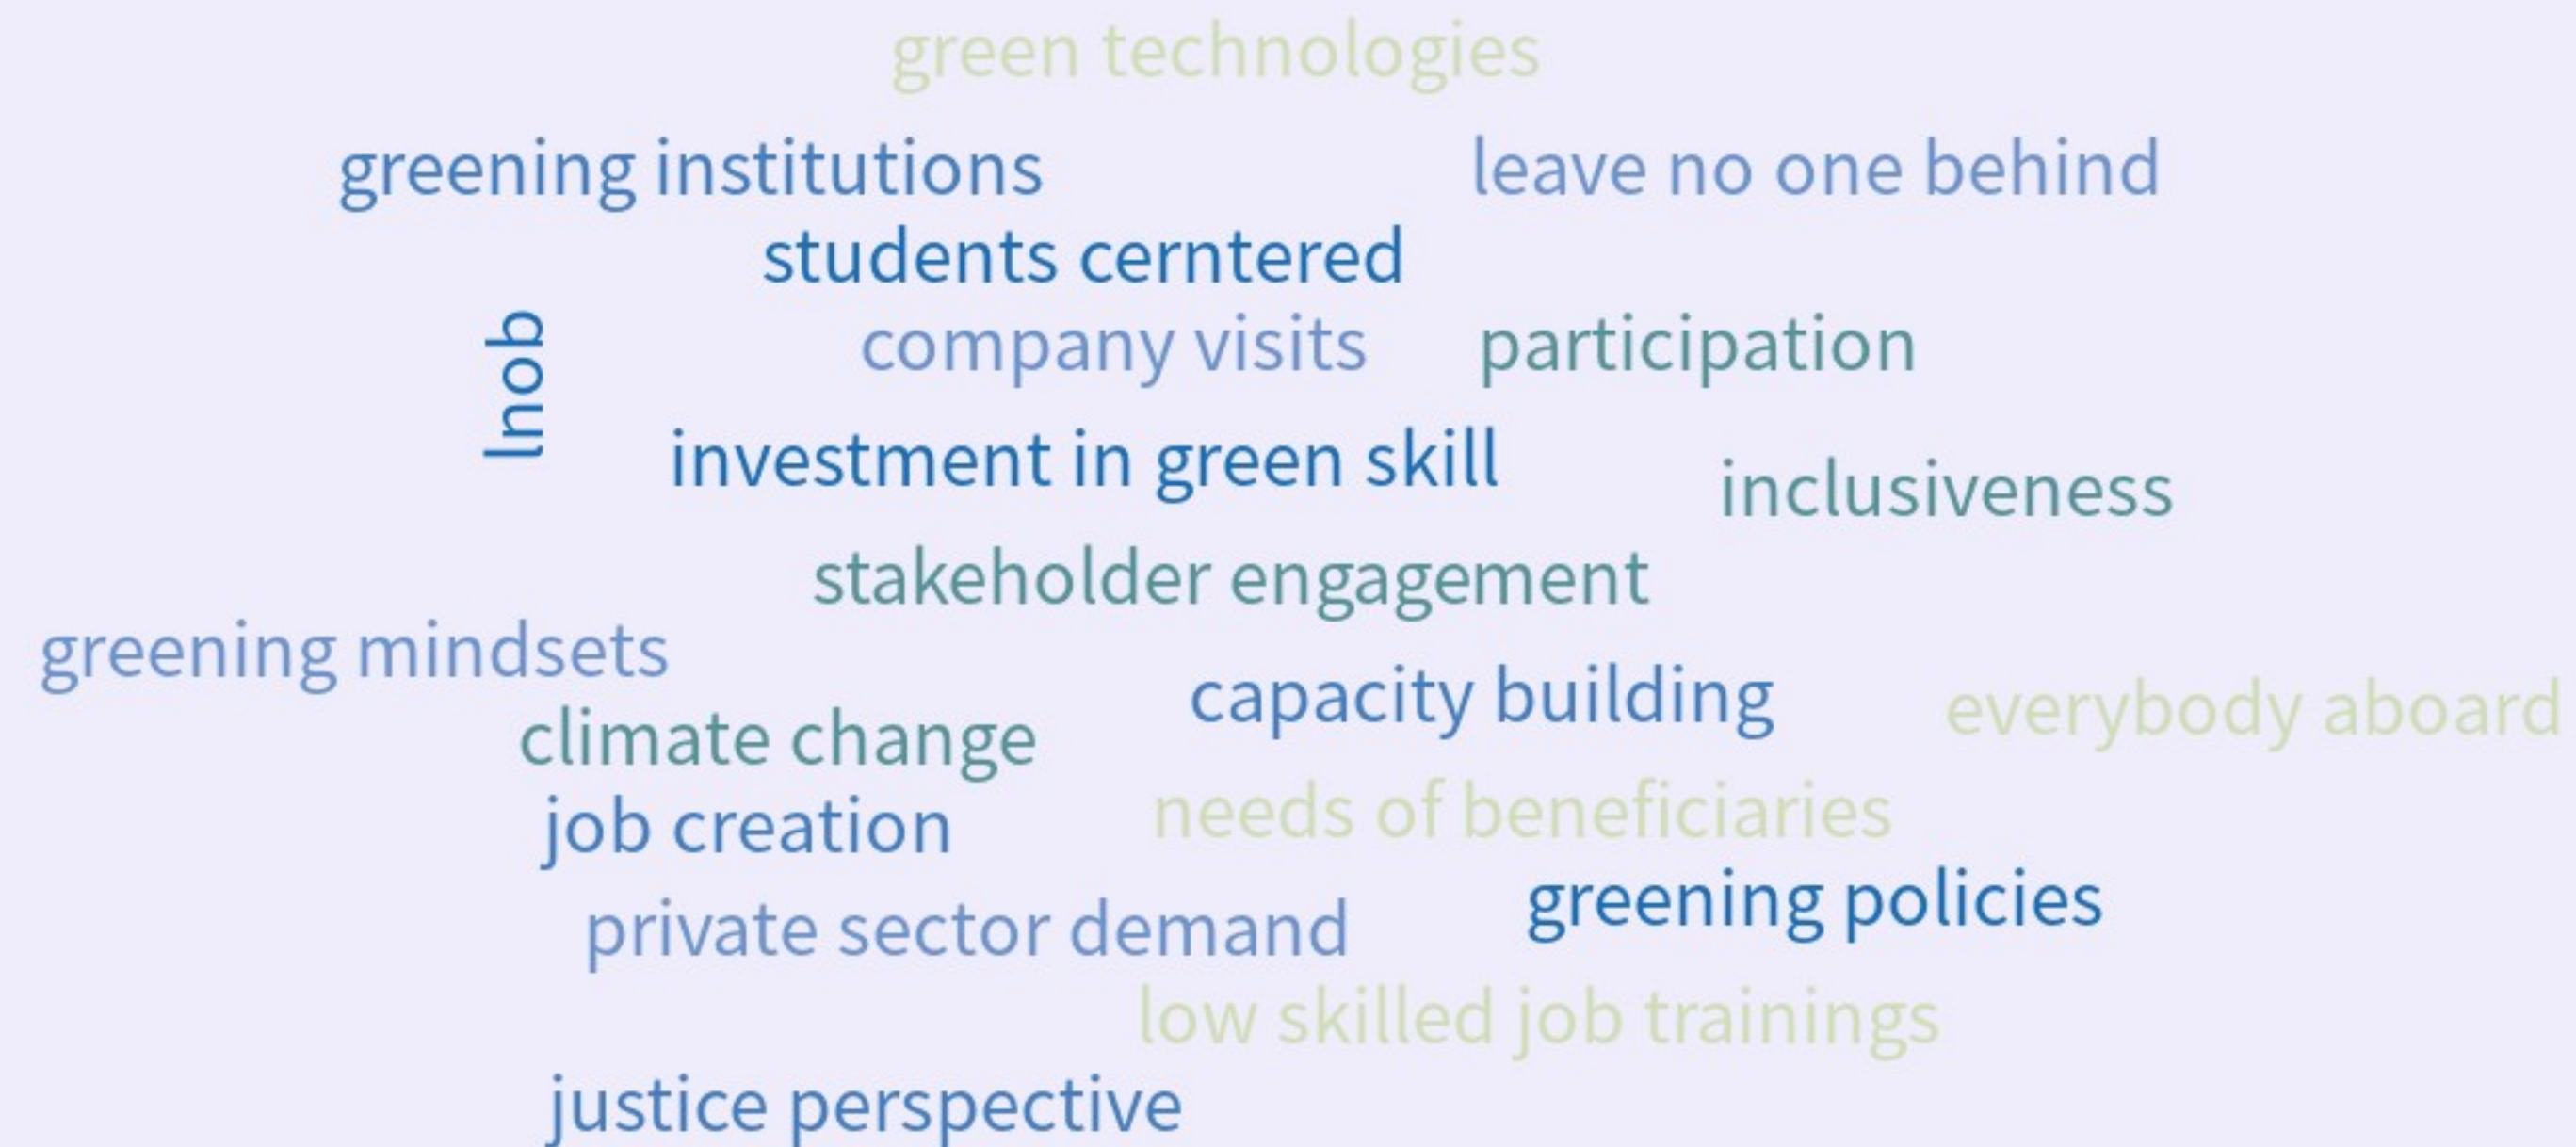 green technologies
greening institutions
leave no one behind
students cerntered
lnob
company visits
participation
investment in green skill
inclusiveness
stakeholder engagement
greening mindsets
capacity building
everybody aboard
climate change
needs of beneficiaries
job creation
greening policies
private sector demand
low skilled job trainings
justice perspective